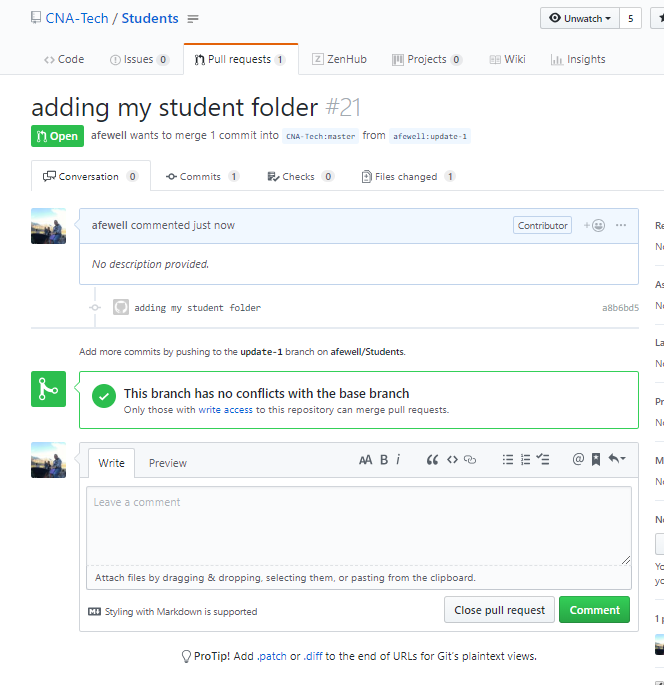 CNA-Tech / Students
Unwatch 5
Code Issues 0 Pull requests 1 ZenHub Projects 0 Wiki Insights
adding my student folder #21
Open afewell wants to merge 1 commit into CNA-Tech:master from afewell:update-1
Conversation 0 Commits 1 Checks 0 Files changed 1
afewell commented just now Contributor
No description provided.
adding my student folder a8b6bd5
Add more commits by pushing to the update-1 branch on afewell/Students.
This branch has no conflicts with the base branch
Only those with write access to this repository can merge pull requests.
Write Preview AA B i
Leave a comment
Attach files by dragging & dropping, selecting them, or pasting from the clipboard.
Styling with Markdown is supported
Close pull request Comment
ProTip! Add .patch or .diff to the end of URLs for Git's plaintext views.